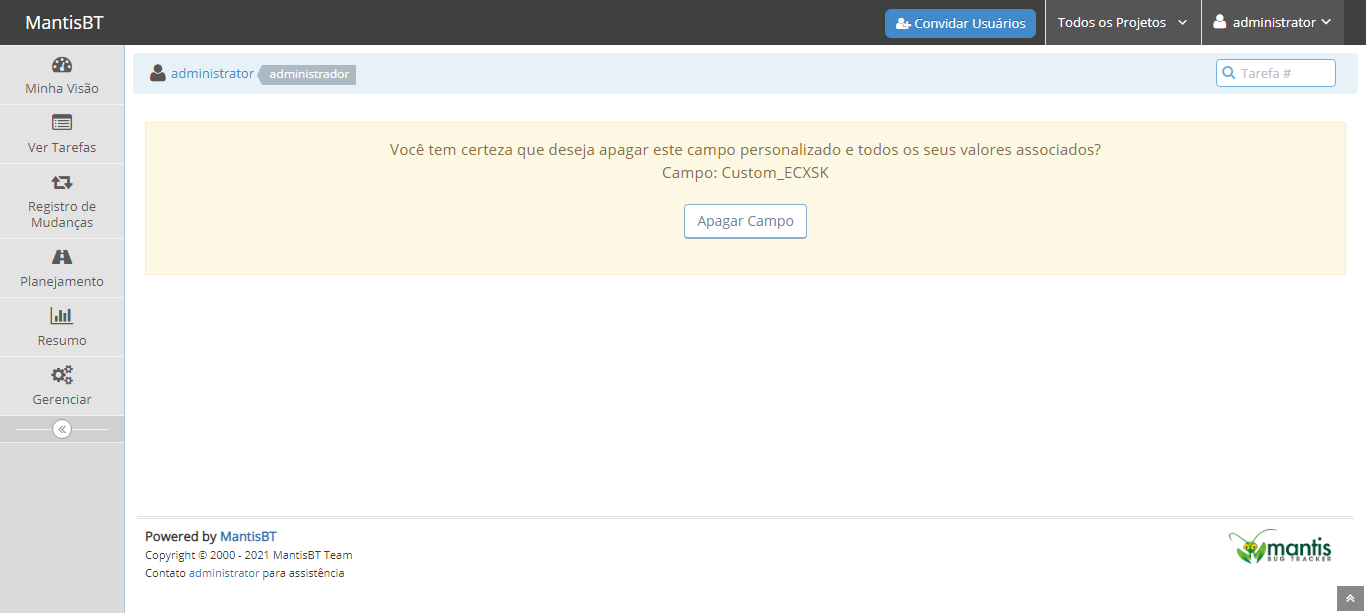 MantisBT
Convidar Usuários
Todos os Projetos
administrator
Minha Visão
Ver Tarefas
Registro de
Mudanças
Planejamento
Resumo
Gerenciar
administrator administrador
Tarefa #
Você tem certeza que deseja apagar este campo personalizado e todos os seus valores associados?
Campo: Custom_ECXSK
Apagar Campo
Powered by MantisBT
Copyright © 2000 - 2021 MantisBT Team
Contato administrator para assistência
mantis
BUG TRACKER